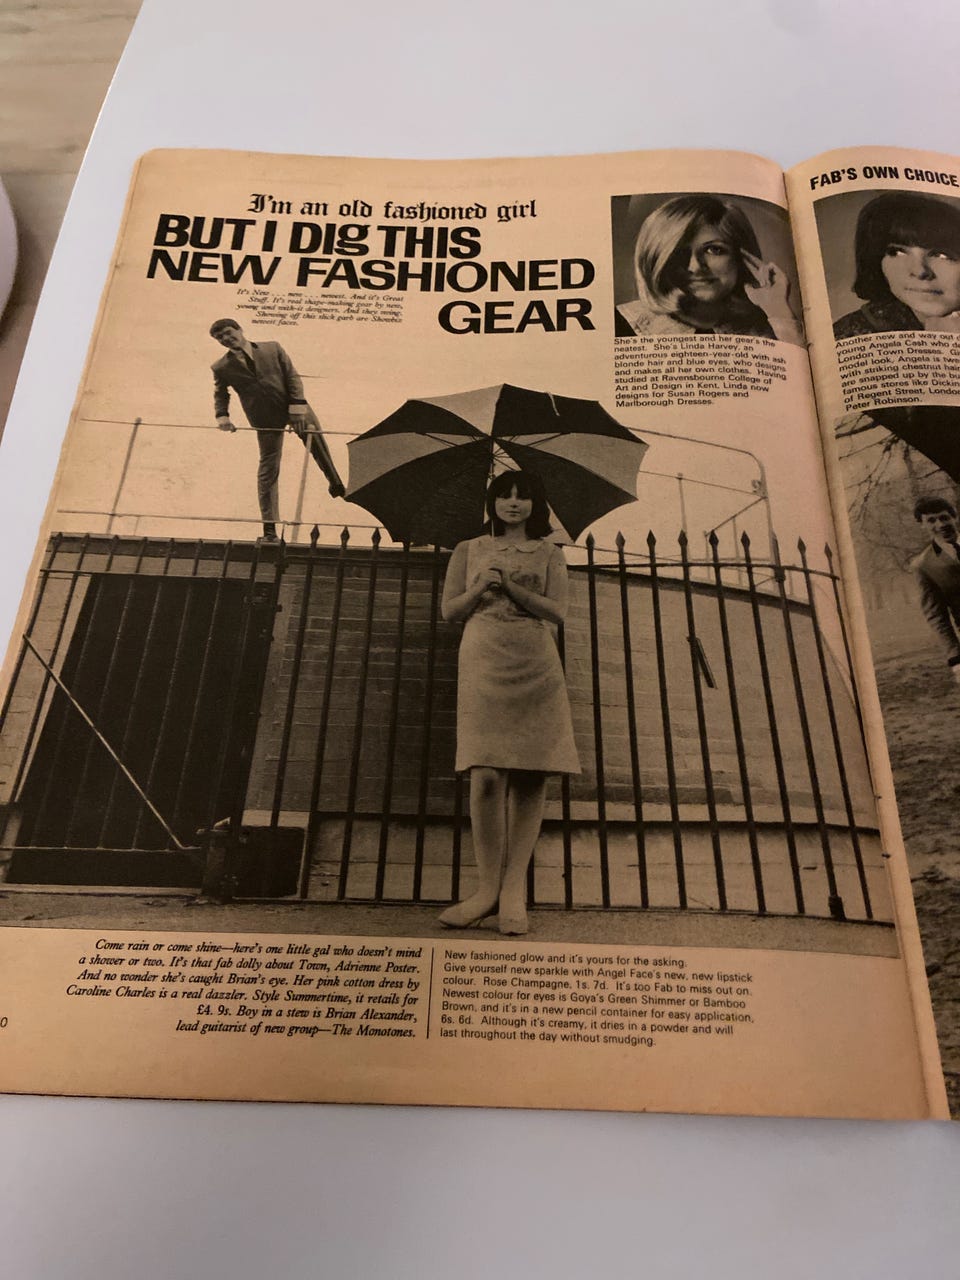 I'm an old fashioned girl
BUT I DIG THIS
NEW FASHIONED
GEAR
It's New . . . new . . . newest. And it's Great
Stuff. It's real shape-making gear by new,
young and with-it designers. And they swing.
Showing off this slick garb are Showbiz
newest faces.
She's the youngest and her gear's the
neatest. She's Linda Harvey, an
adventurous eighteen-year-old with ash
blonde hair and blue eyes, who designs
and makes all her own clothes. Having
studied at Ravensbourne College of
Art and Design in Kent, Linda now
designs for Susan Rogers and
Marlborough Dresses.
Come rain or come shine—here's one little gal who doesn't mind
a shower or two. It's that fab dolly about Town, Adrienne Poster.
And no wonder she's caught Brian's eye. Her pink cotton dress by
Caroline Charles is a real dazzler. Style Summertime, it retails for
£4. 9s. Boy in a stew is Brian Alexander,
lead guitarist of new group—The Monotones.
New fashioned glow and it's yours for the asking.
Give yourself new sparkle with Angel Face's new, new lipstick
colour. Rose Champagne, 1s. 7d. It's too Fab to miss out on.
Newest colour for eyes is Goya's Green Shimmer or Bamboo
Brown, and it's in a new pencil container for easy application,
6s. 6d. Although it's creamy, it dries in a powder and will
last throughout the day without smudging.
0
FAB'S OWN CHOICE
Another new and way out
young Angela Cash who
London Town Dresses.
model look, Angela is
with striking chestnut
are snapped up by the
famous stores like
of Regent Street,
Peter Robinson.